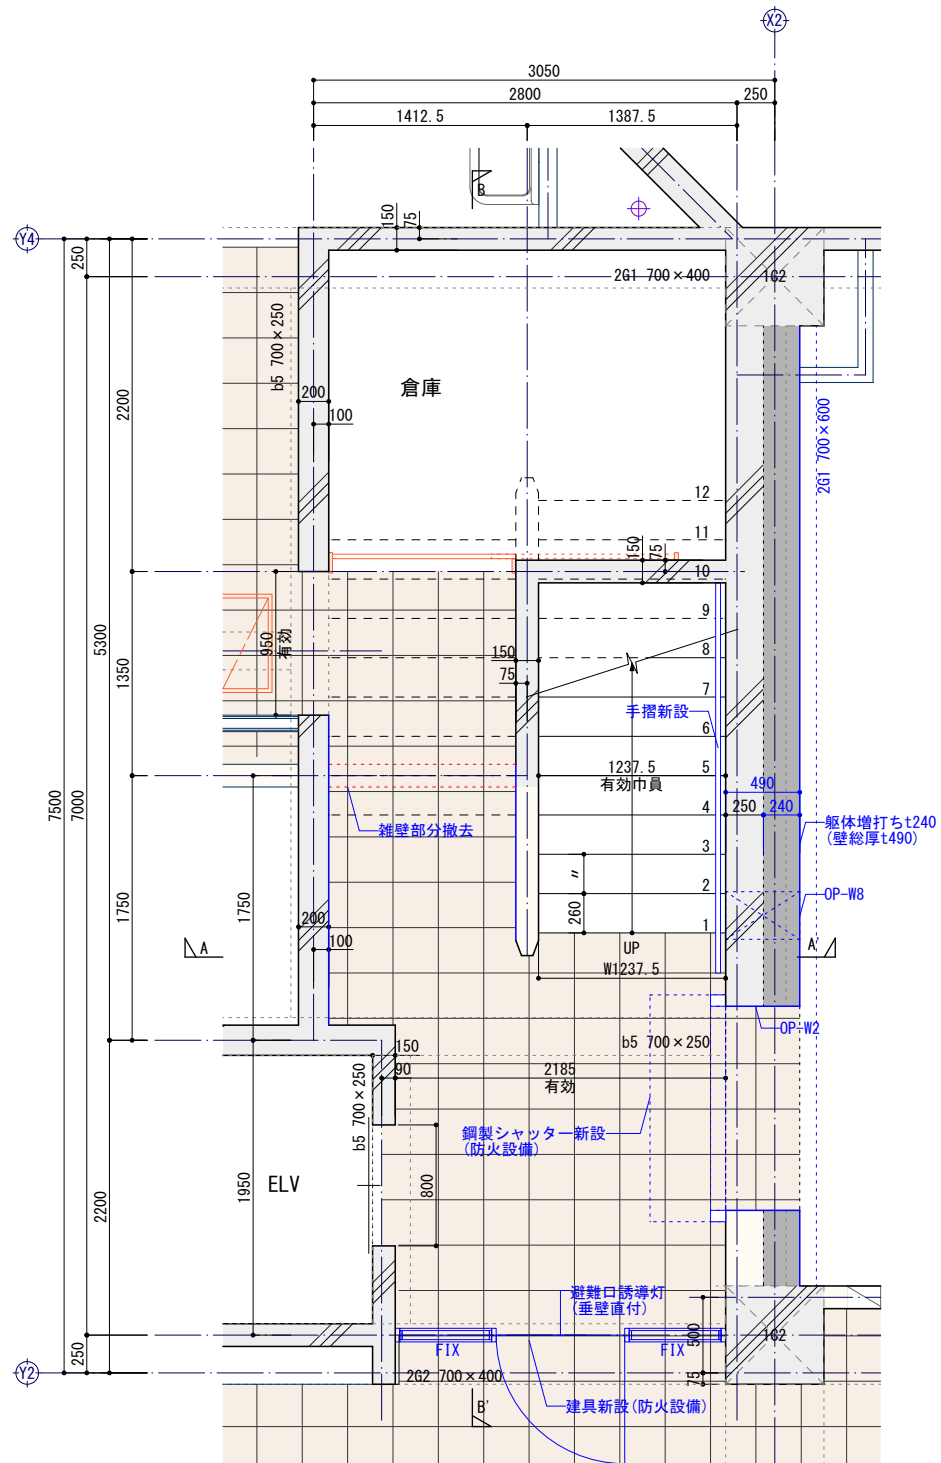 X2
3050
2800
250
1412.5
1387.5
B
150
75
Y4
250
2G1 700×400
1C2
b5 700×250
倉庫
200
100
2200
2G1 700×600
12
11
150
75
10
9
950
有効
8
150
75
7
5300
1350
手摺新設
6
1237.5
有効巾員
5
490
7500
7000
250
240
4
躯体増打ちt240
(壁総厚t490)
雑壁部分撤去
3
〃
2
OP-W8
260
1750
1750
200
1
100
A
UP
A'
W1237.5
OP-W2
b5 700×250
150
90
2185
有効
b5 700×250
鋼製シャッター新設
(防火設備)
ELV
800
1950
2200
避難口誘導灯
(垂壁直付)
500
1C2
FIX
FIX
250
Y2
75
2G2 700×400
B'
建具新設(防火設備)